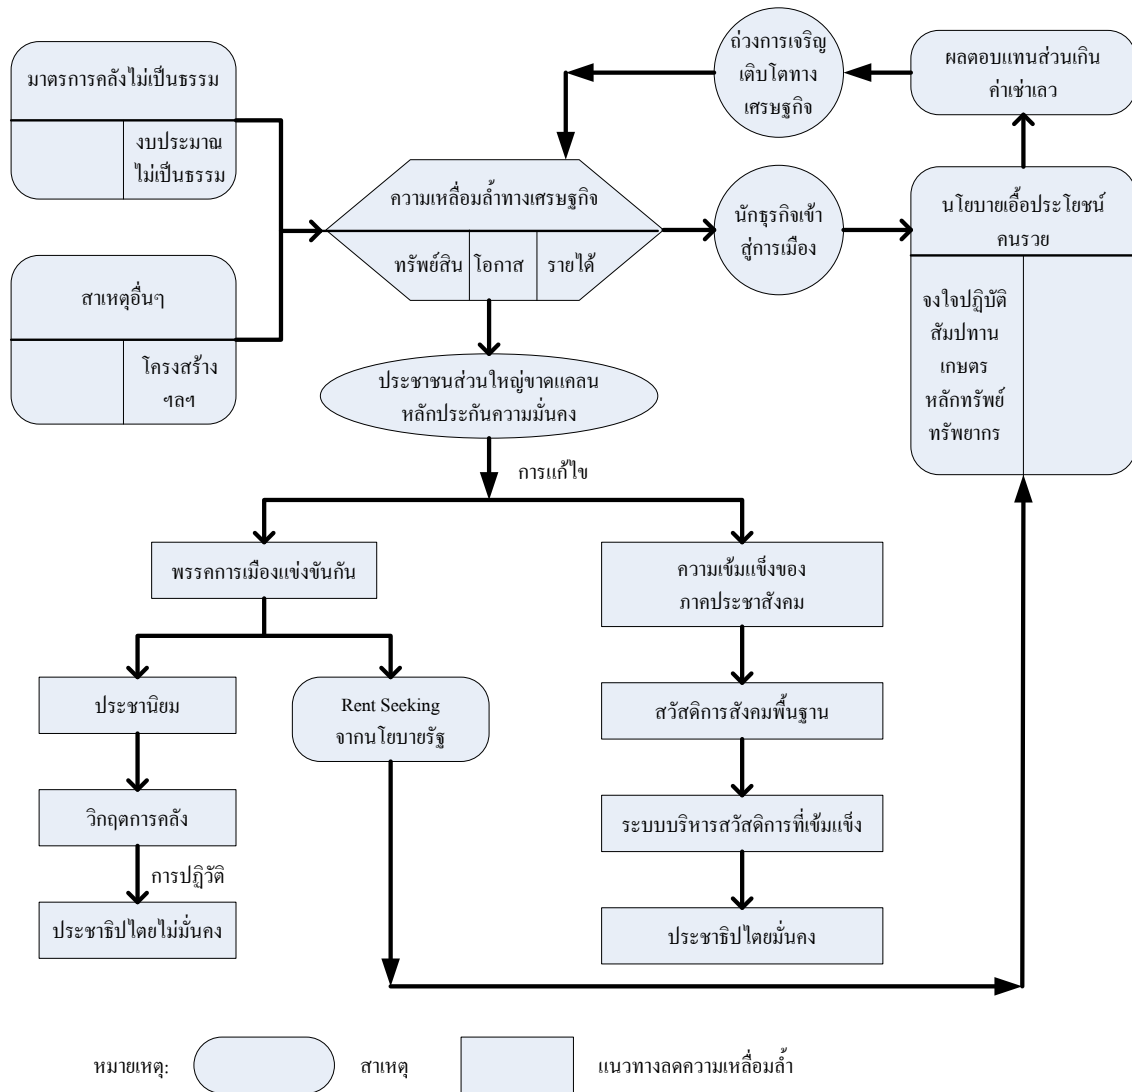 มาตรการคลังไม่เป็นธรรม
งบประมาณ
ไม่เป็นธรรม
สาเหตุอื่นๆ
โครงสร้าง
ฯลฯ
ความเหลื่อมล้ำทางเศรษฐกิจ
ทรัพย์สิน
โอกาส
รายได้
ถ่วงการเจริญ
เติบโตทาง
เศรษฐกิจ
ผลตอบแทนส่วนเกิน
ค่าเช่าเลว
นักธุรกิจเข้า
สู่การเมือง
นโยบายเอื้อประโยชน์
คนรวย
จงใจปฏิบัติ
สัมปทาน
เกษตร
หลักทรัพย์
ทรัพยากร
ประชาชนส่วนใหญ่ขาดแคลน
หลักประกันความมั่นคง
การแก้ไข
พรรคการเมืองแข่งขันกัน
ความเข้มแข็งของ
ภาคประชาสังคม
ประชานิยม
Rent Seeking
จากนโยบายรัฐ
สวัสดิการสังคมพื้นฐาน
วิกฤตการคลัง
ระบบบริหารสวัสดิการที่เข้มแข็ง
การปฏิวัติ
ประชาธิปไตยไม่มั่นคง
ประชาธิปไตยมั่นคง
หมายเหตุ:
สาเหตุ
แนวทางลดความเหลื่อมล้ำ